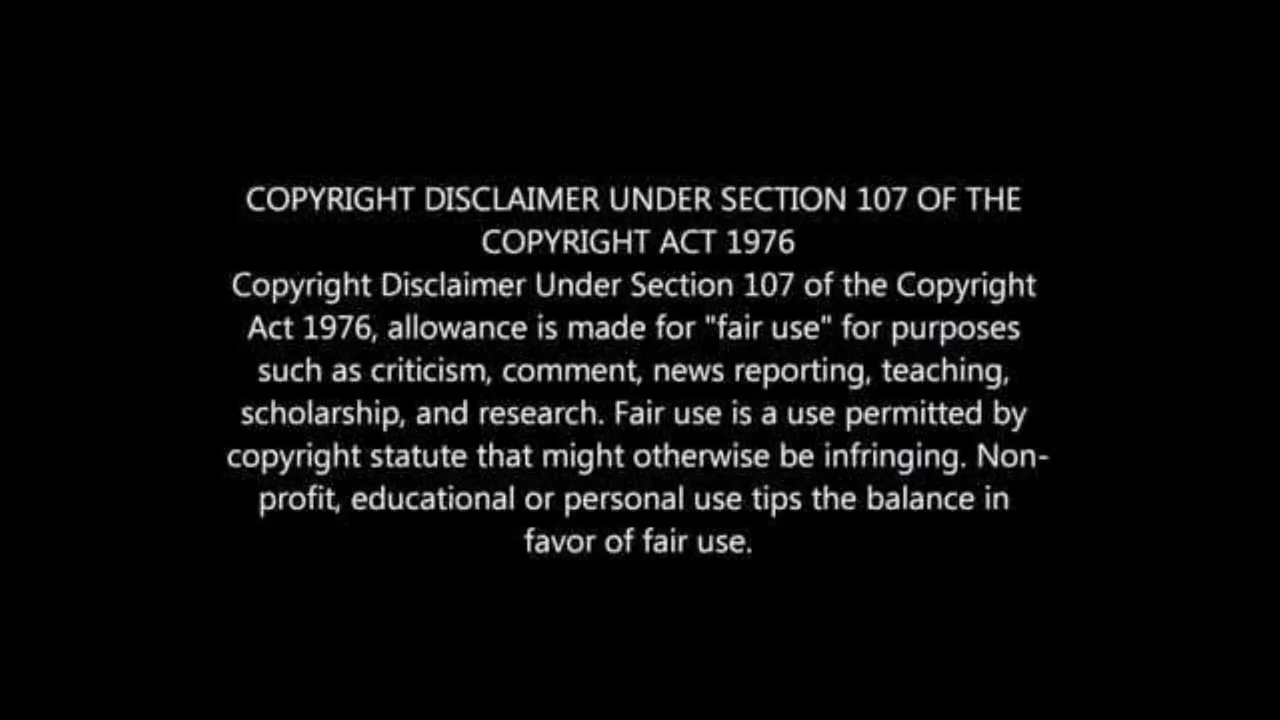 COPYRIGHT DISCLAIMER UNDER SECTION 107 OF THE
COPYRIGHT ACT 1976
Copyright Disclaimer Under Section 107 of the Copyright
Act 1976, allowance is made for "fair use" for purposes
such as criticism, comment, news reporting, teaching,
scholarship, and research. Fair use is a use permitted by
copyright statute that might otherwise be infringing. Non-
profit, educational or personal use tips the balance in
favor of fair use.